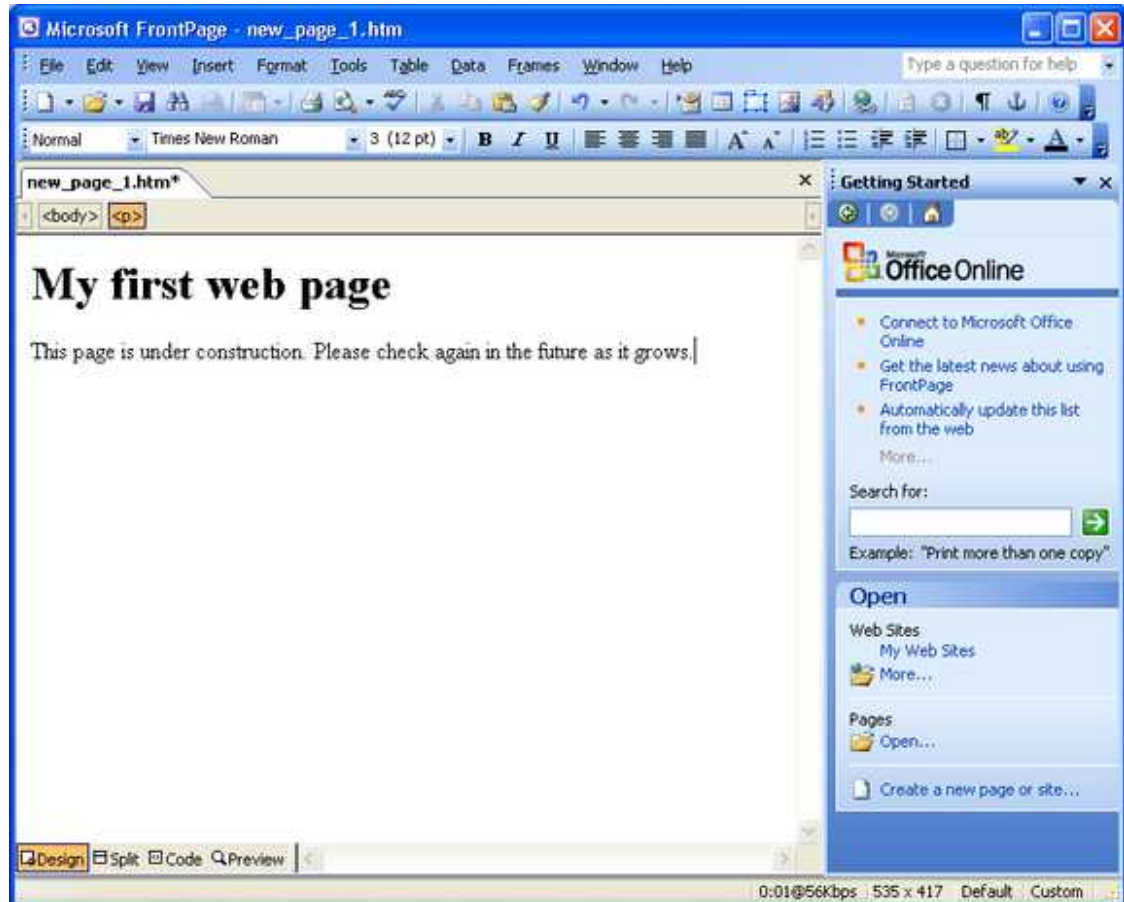 Microsoft FrontPage - new_page_1.htm
File Edit View Insert Format Tools Table Data Frames Window Help Type a question for help
Normal Times New Roman 3 (12 pt) B I U A A ab A
new_page_1.htm* Getting Started
<body> <p>
My first web page
This page is under construction. Please check again in the future as it grows.
Microsoft
Office Online
Connect to Microsoft Office
Online
Get the latest news about using
FrontPage
Automatically update this list
from the web
More...
Search for:
Example: "Print more than one copy"
Open
Web Sites
My Web Sites
More...
Pages
Open...
Create a new page or site...
Design Split Code Preview
0:01@56Kbps 535 x 417 Default Custom